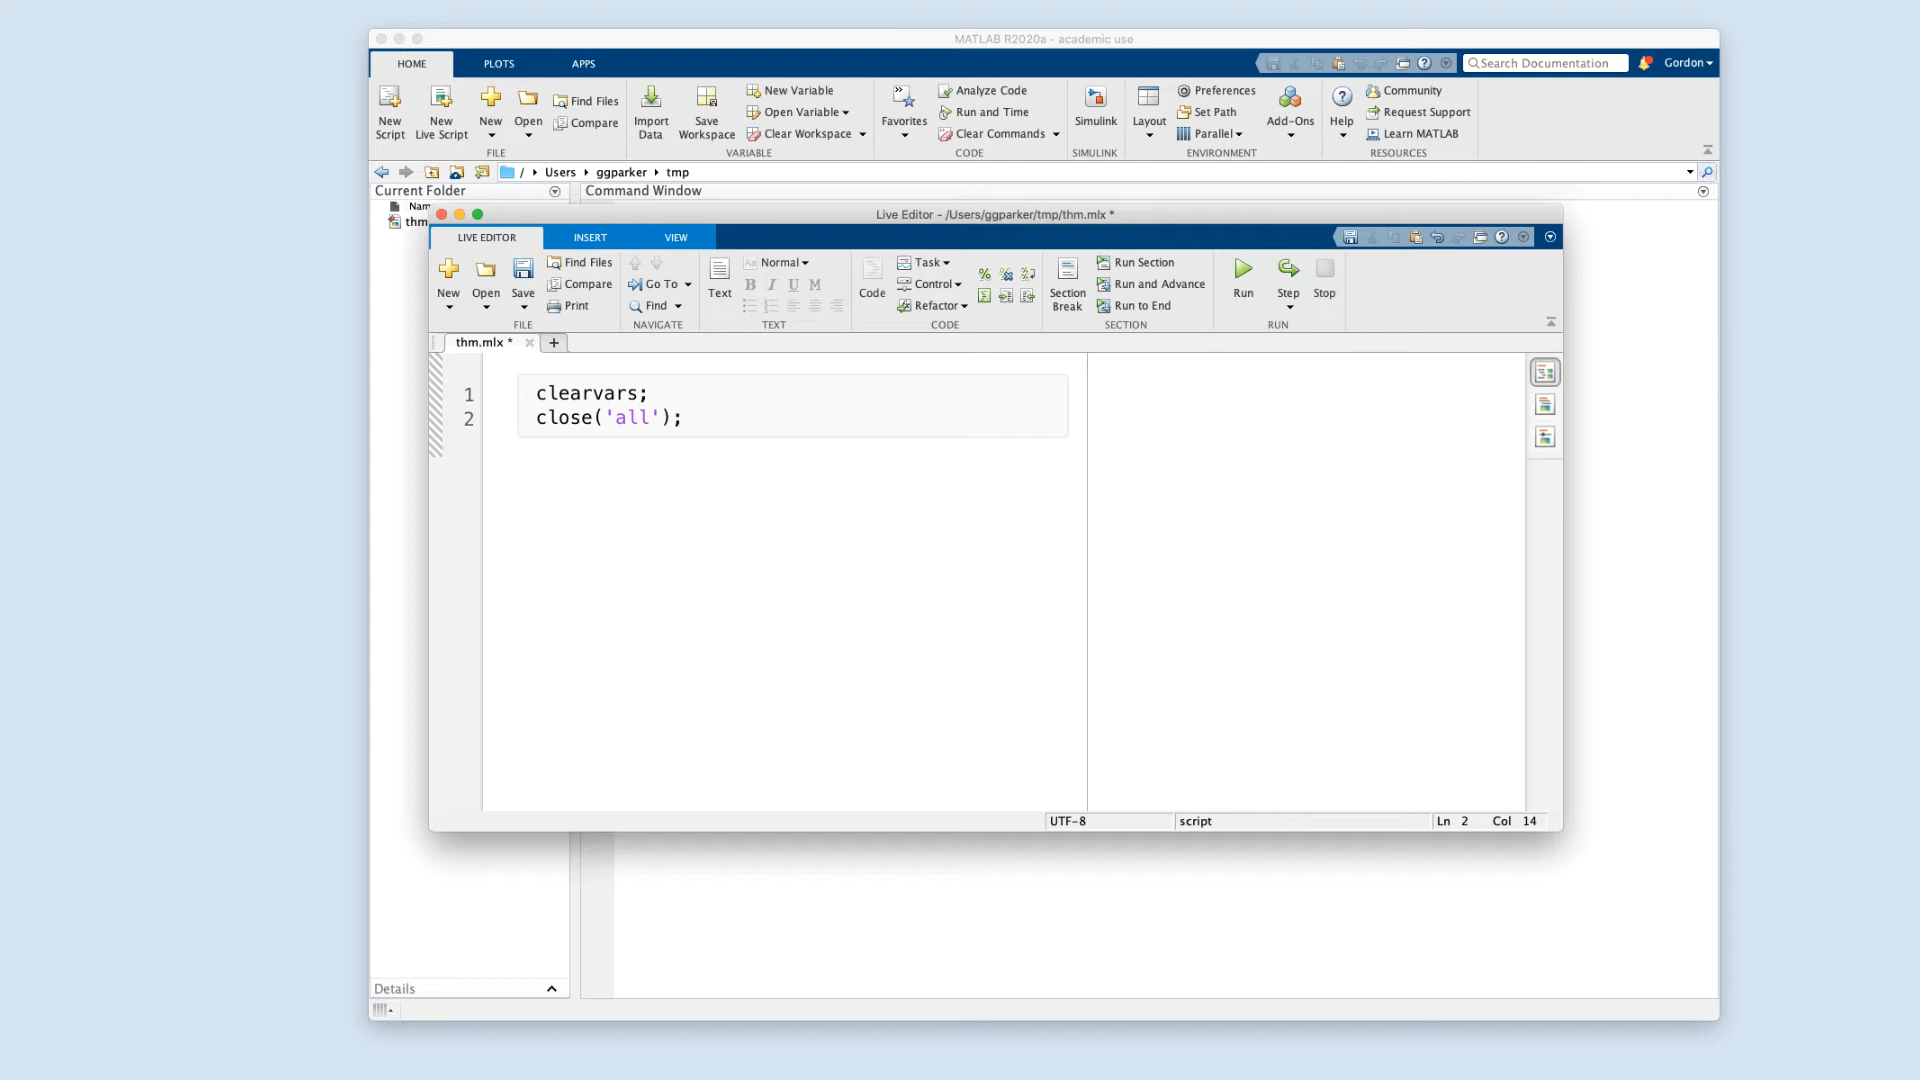 MATLAB R2020a - academic use
HOME PLOTS APPS Search Documentation Gordon
New Script
New Live Script
New
Open
Find Files
Compare
FILE
Import Data
Save Workspace
New Variable
Open Variable
Clear Workspace
VARIABLE
Favorites
Analyze Code
Run and Time
Clear Commands
CODE
Simulink
SIMULINK
Layout
Preferences
Set Path
Parallel
Add-Ons
ENVIRONMENT
Help
Community
Request Support
Learn MATLAB
RESOURCES
/ Users ggparker tmp
Current Folder
Command Window
Nam
thm
Live Editor - /Users/ggparker/tmp/thm.mlx *
LIVE EDITOR INSERT VIEW
New
Open
Save
Find Files
Compare
Print
FILE
Go To
Find
NAVIGATE
Text
Aa Normal
B I U M
TEXT
Code
Task
Control
Refactor
CODE
Section Break
Run Section
Run and Advance
Run to End
SECTION
Run
Step
Stop
RUN
thm.mlx *
1 clearvars;
2 close('all');
UTF-8 script Ln 2 Col 14
Details